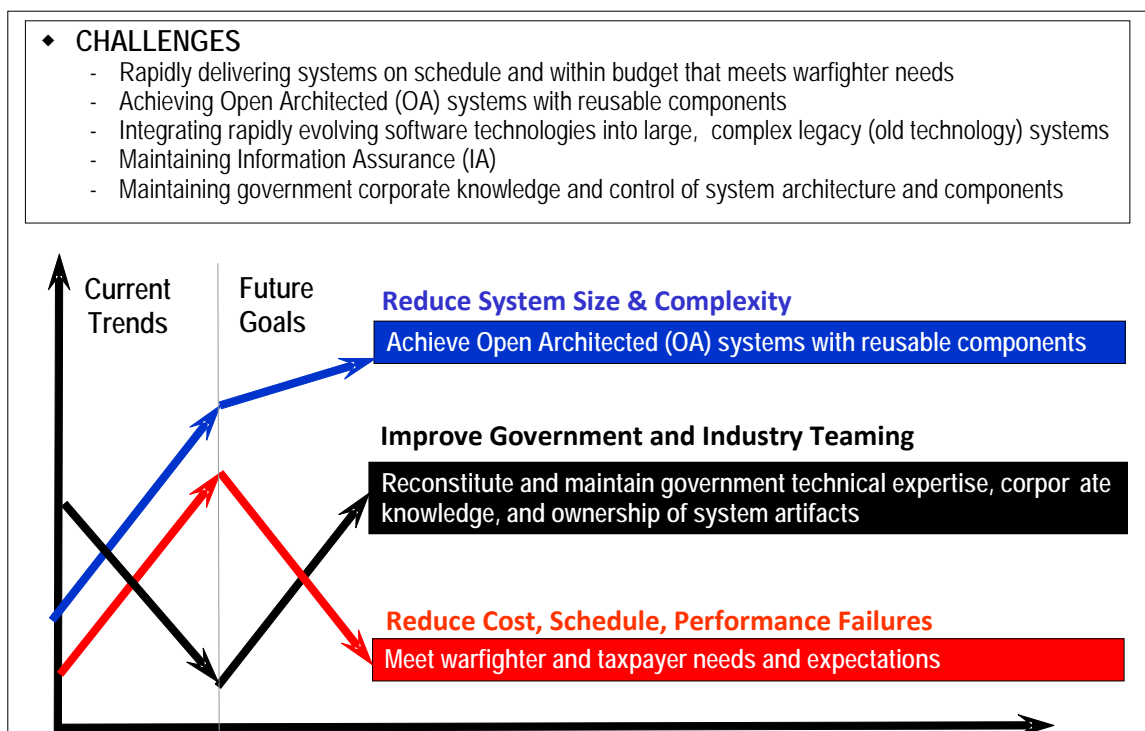 ◆ CHALLENGES
- Rapidly delivering systems on schedule and within budget that meets warfighter needs
- Achieving Open Architected (OA) systems with reusable components
- Integrating rapidly evolving software technologies into large, complex legacy (old technology) systems
- Maintaining Information Assurance (IA)
- Maintaining government corporate knowledge and control of system architecture and components
Current
Trends
Future
Goals
Reduce System Size & Complexity
Achieve Open Architected (OA) systems with reusable components
Improve Government and Industry Teaming
Reconstitute and maintain government technical expertise, corpor ate
knowledge, and ownership of system artifacts
Reduce Cost, Schedule, Performance Failures
Meet warfighter and taxpayer needs and expectations